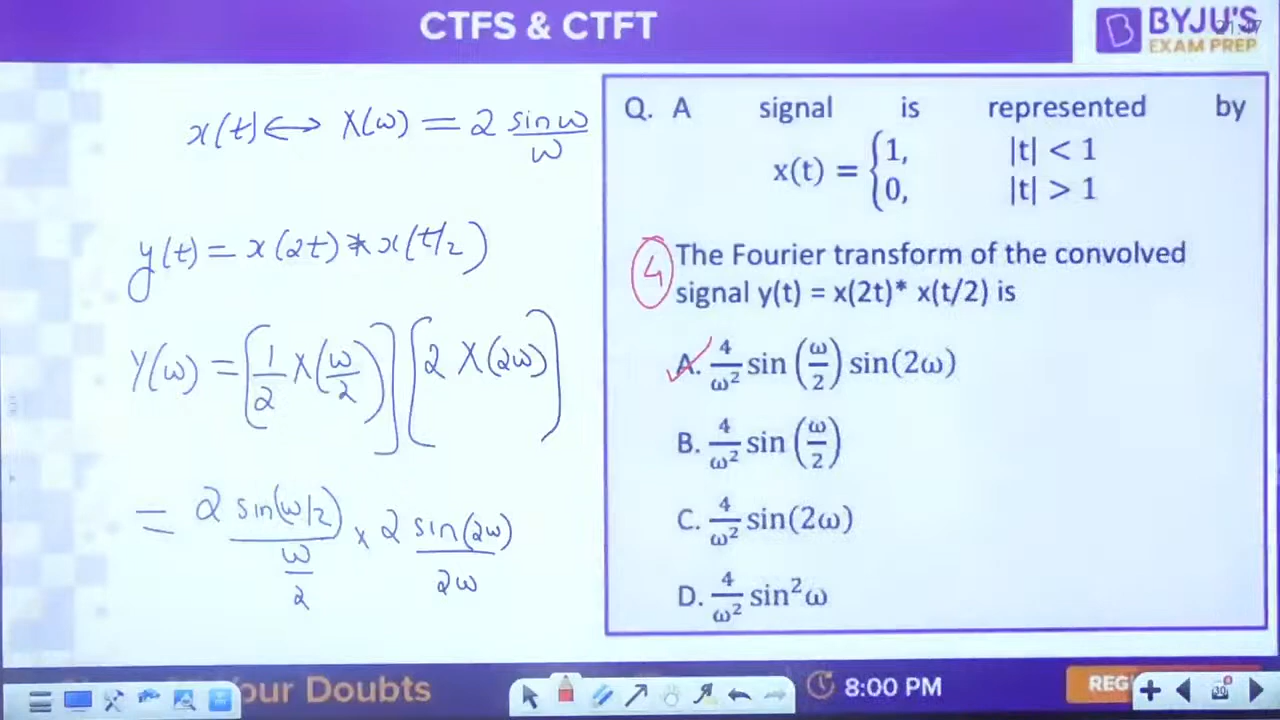 CTFS & CTFT
BYJU'S
EXAM PREP
x(t) ↔ X(ω) = 2 sinω/ω
y(t) = x(2t) * x(t/2)
Y(ω) = [1/2 X(ω/2)] [2 X(2ω)]
= 2 sin(ω/2)/(ω/2) × 2 sin(2ω)/2ω
Q. A signal is represented by
x(t) = {1, |t| < 1
0, |t| > 1
4
The Fourier transform of the convolved
signal y(t) = x(2t)* x(t/2) is
A. 4/ω² sin (ω/2) sin(2ω)
B. 4/ω² sin (ω/2)
C. 4/ω² sin(2ω)
D. 4/ω² sin²ω
our Doubts
8:00 PM
REG
30